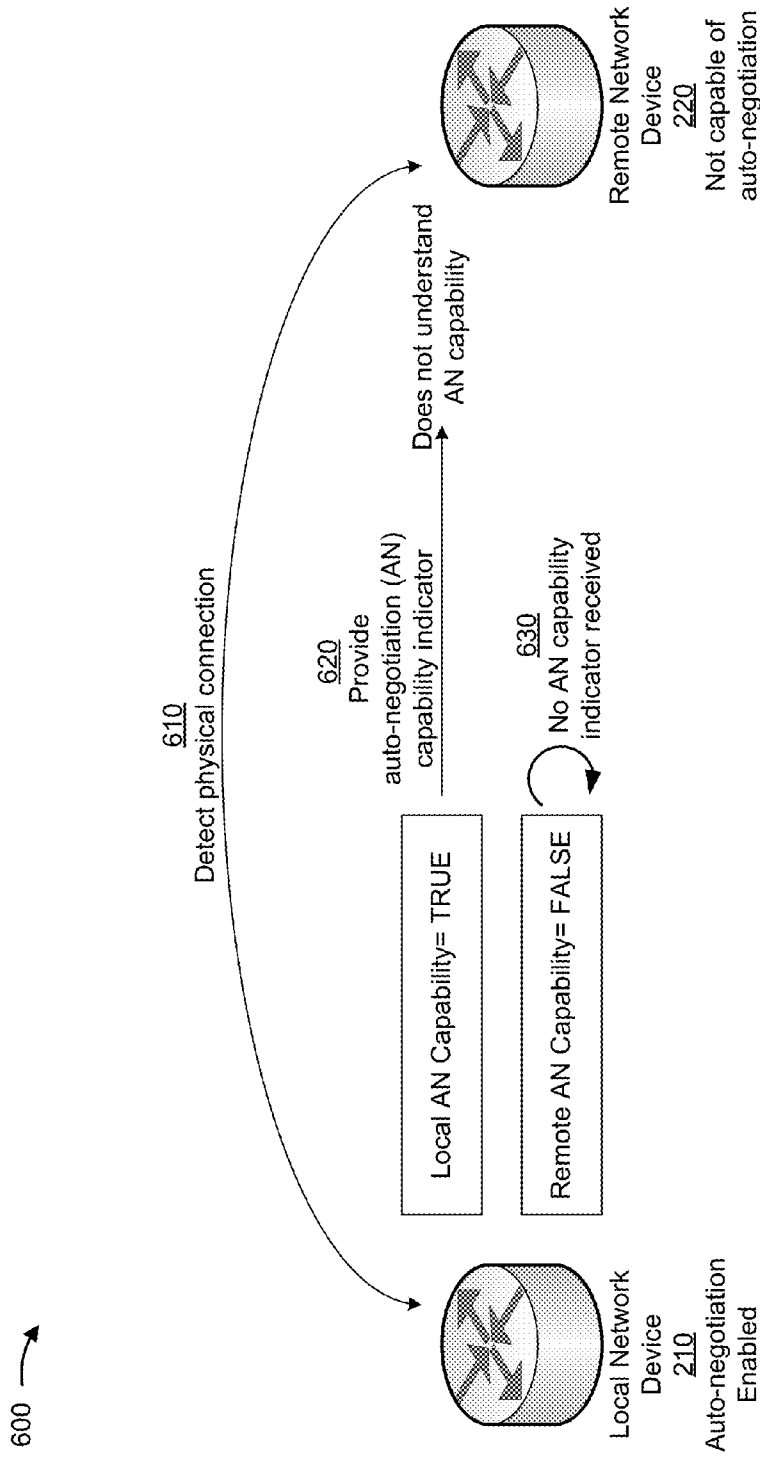 600
610
Detect physical connection
620
Provide
auto-negotiation (AN)
capability indicator
Does not understand
AN capability
Local AN Capability= TRUE
Remote AN Capability= FALSE
630
No AN capability
indicator received
Local Network
Device
210
Auto-negotiation
Enabled
Remote Network
Device
220
Not capable of
auto-negotiation